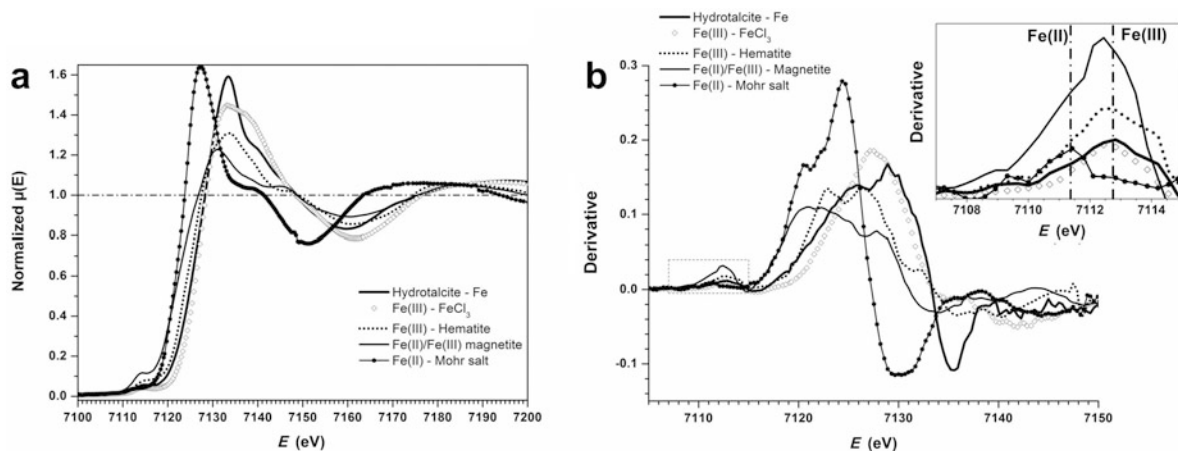 a
Normalized μ(E)
1.6
1.4
1.2
1.0
0.8
0.6
0.4
0.2
0.0
7100 7110 7120 7130 7140 7150 7160 7170 7180 7190 7200
E (eV)
Hydrotalcite - Fe
Fe(III) - FeCl3
Fe(III) - Hematite
Fe(II)/Fe(III) magnetite
Fe(II) - Mohr salt
b
Hydrotalcite - Fe
Fe(III) - FeCl3
Fe(III) - Hematite
Fe(II)/Fe(III) - Magnetite
Fe(II) - Mohr salt
Derivative
0.3
0.2
0.1
0.0
-0.1
7110 7120 7130 7140 7150
E (eV)
Fe(II) Fe(III)
Derivative
7108 7110 7112 7114
E (eV)